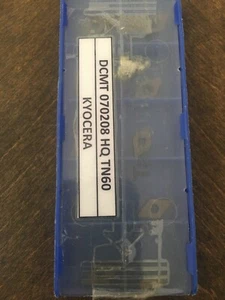 DCMT 070208 HQ TN60
KYOCERA